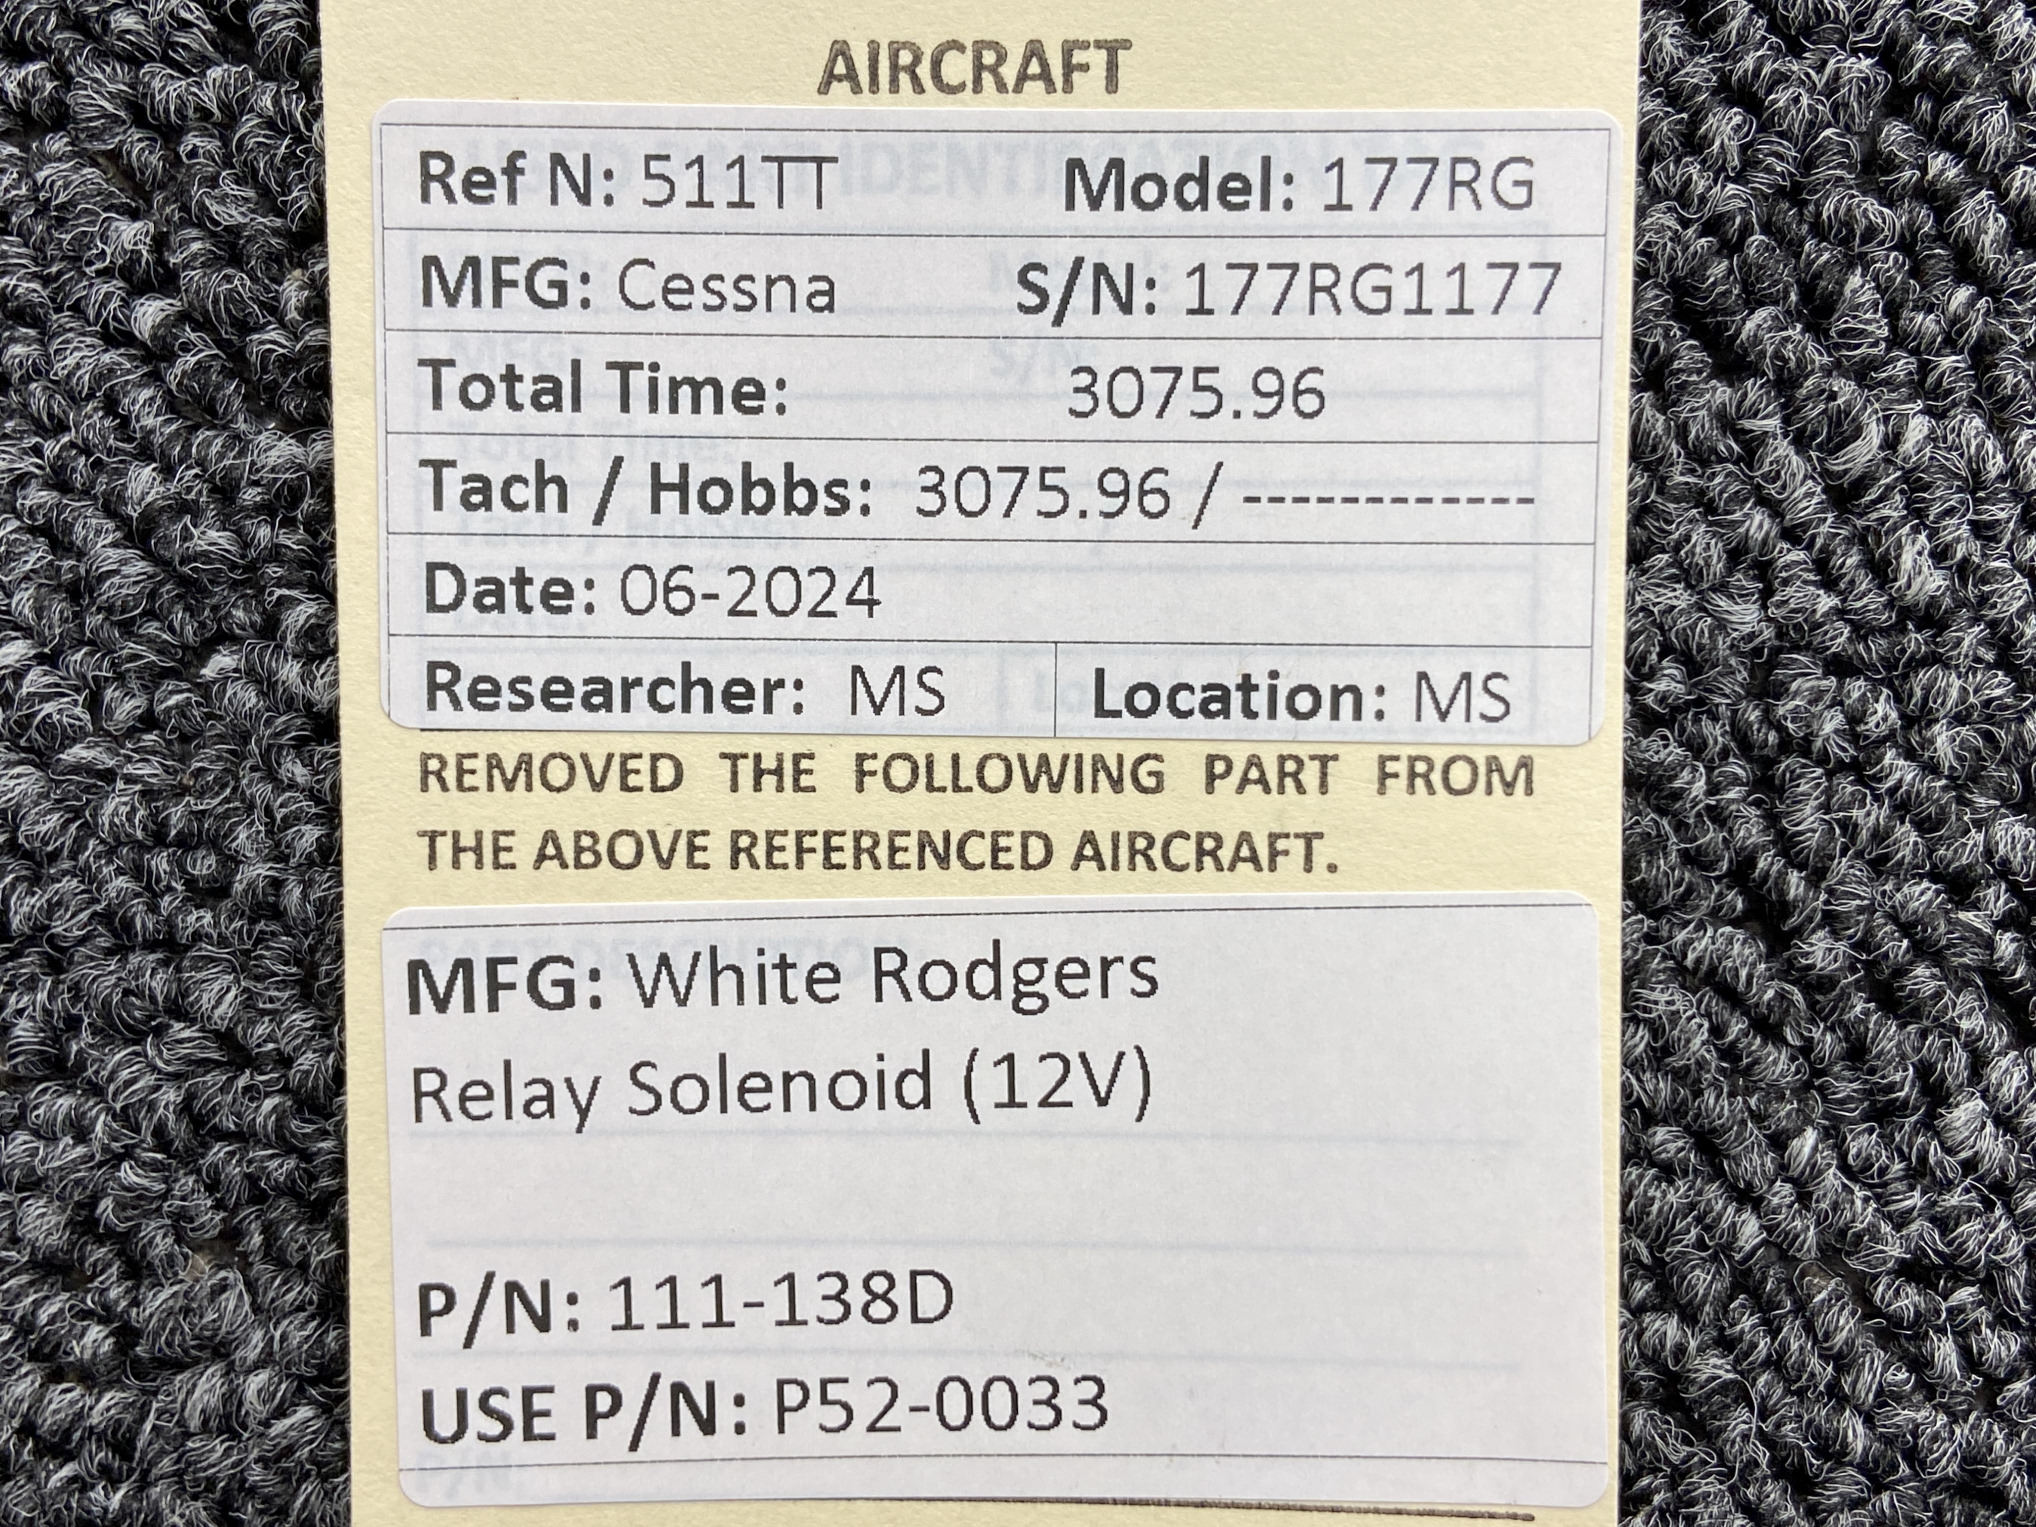 AIRCRAFT
Ref N: 511TT Model: 177RG
MFG: Cessna S/N: 177RG1177
Total Time: 3075.96
Tach / Hobbs: 3075.96 / ------------
Date: 06-2024
Researcher: MS Location: MS
REMOVED THE FOLLOWING PART FROM
THE ABOVE REFERENCED AIRCRAFT.
MFG: White Rodgers
Relay Solenoid (12V)
P/N: 111-138D
USE P/N: P52-0033